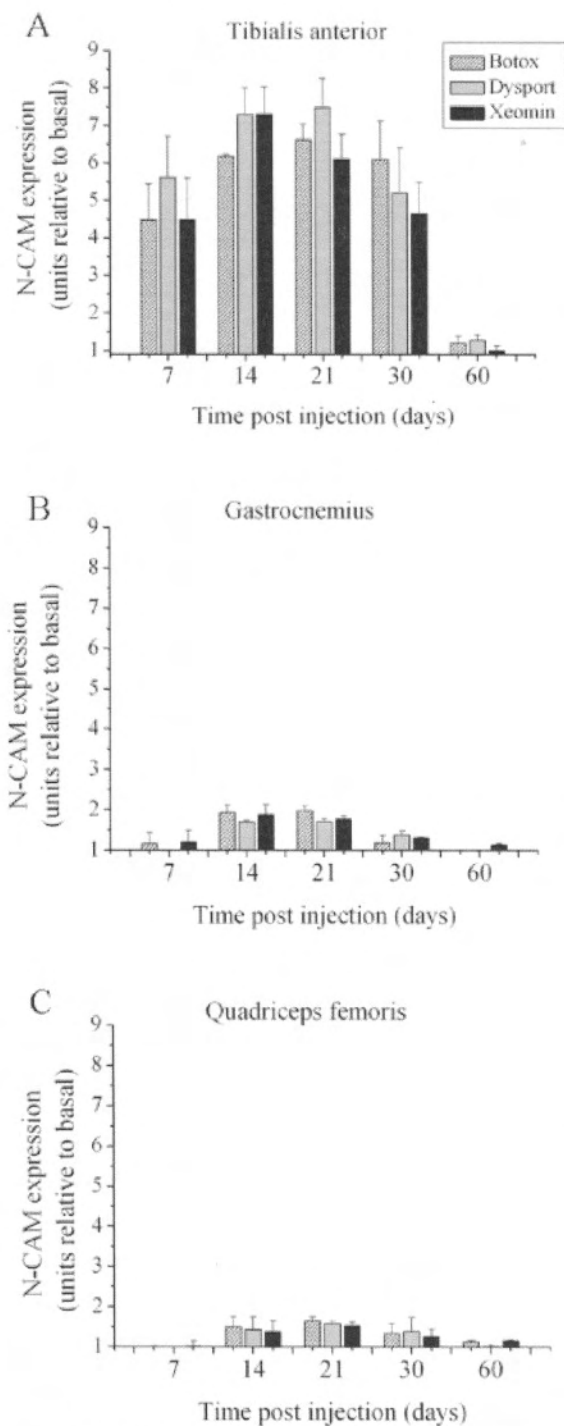 A
Tibialis anterior
Botox
Dysport
Xeomin
N-CAM expression
(units relative to basal)
9
8
7
6
5
4
3
2
1
7 14 21 30 60
Time post injection (days)
B
Gastrocnemius
N-CAM expression
(units relative to basal)
9
8
7
6
5
4
3
2
1
7 14 21 30 60
Time post injection (days)
C
Quadriceps femoris
N-CAM expression
(units relative to basal)
9
8
7
6
5
4
3
2
1
7 14 21 30 60
Time post injection (days)